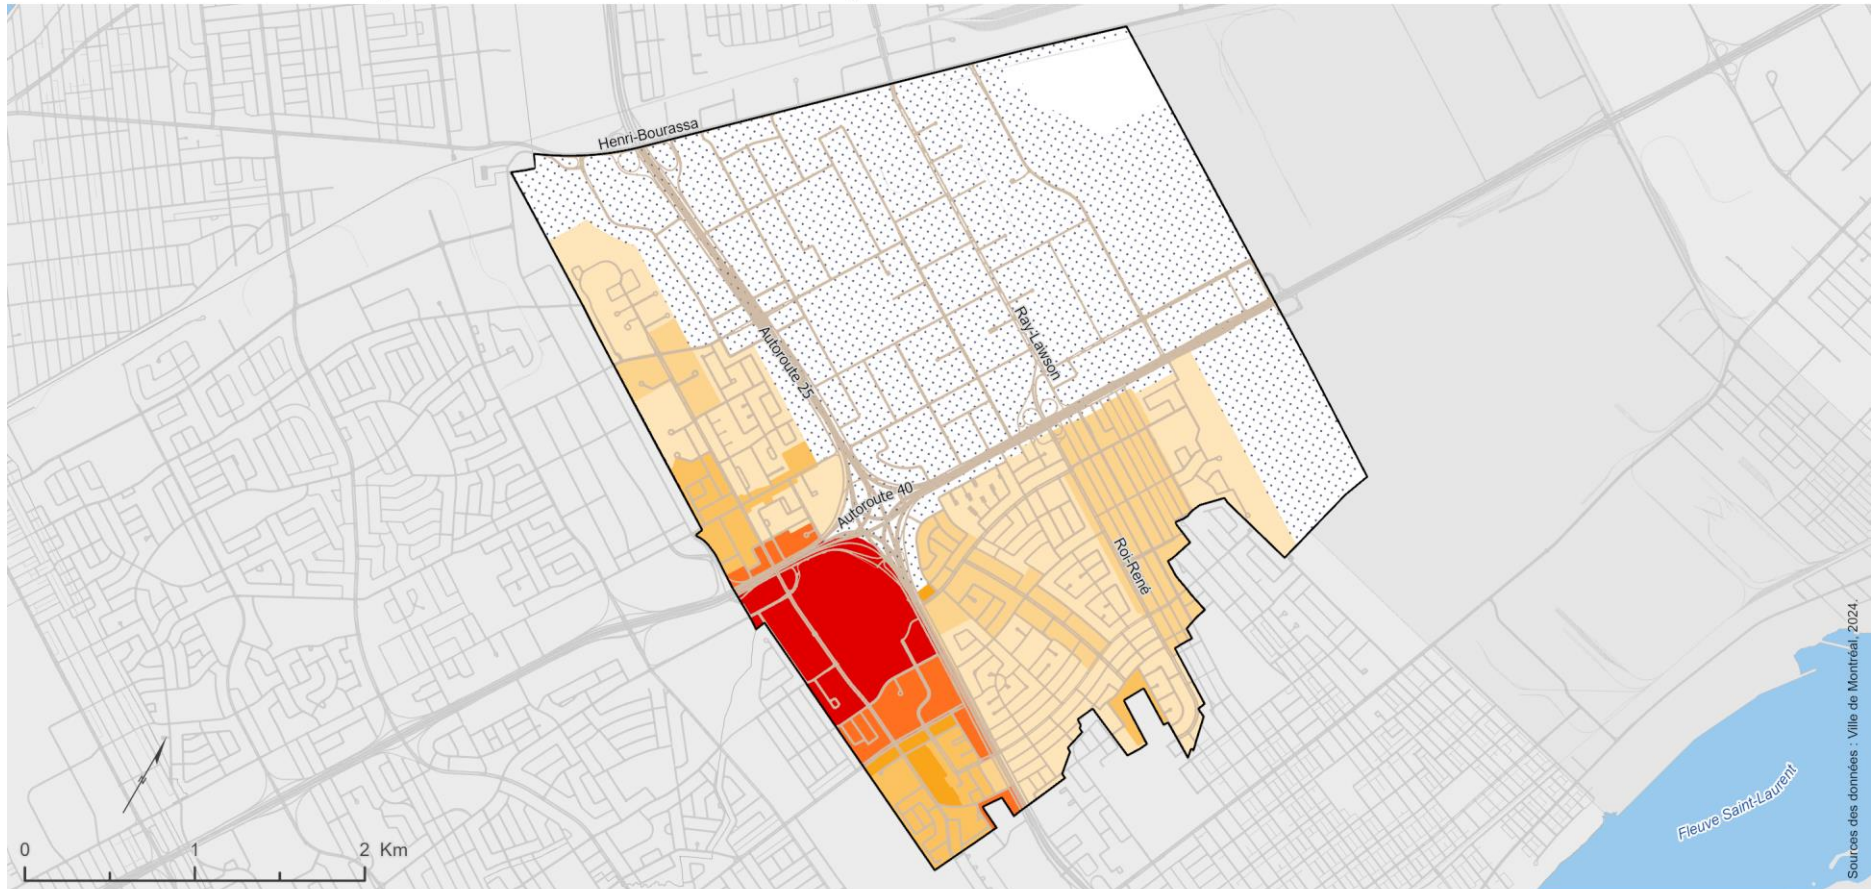 Henri-Bourassa
Autoroute 25
Ray-Lawson
Autoroute 40
Roi-René
N
0 1 2 Km
Fleuve Saint-Laurent
Sources des données : Ville de Montréal, 2024.